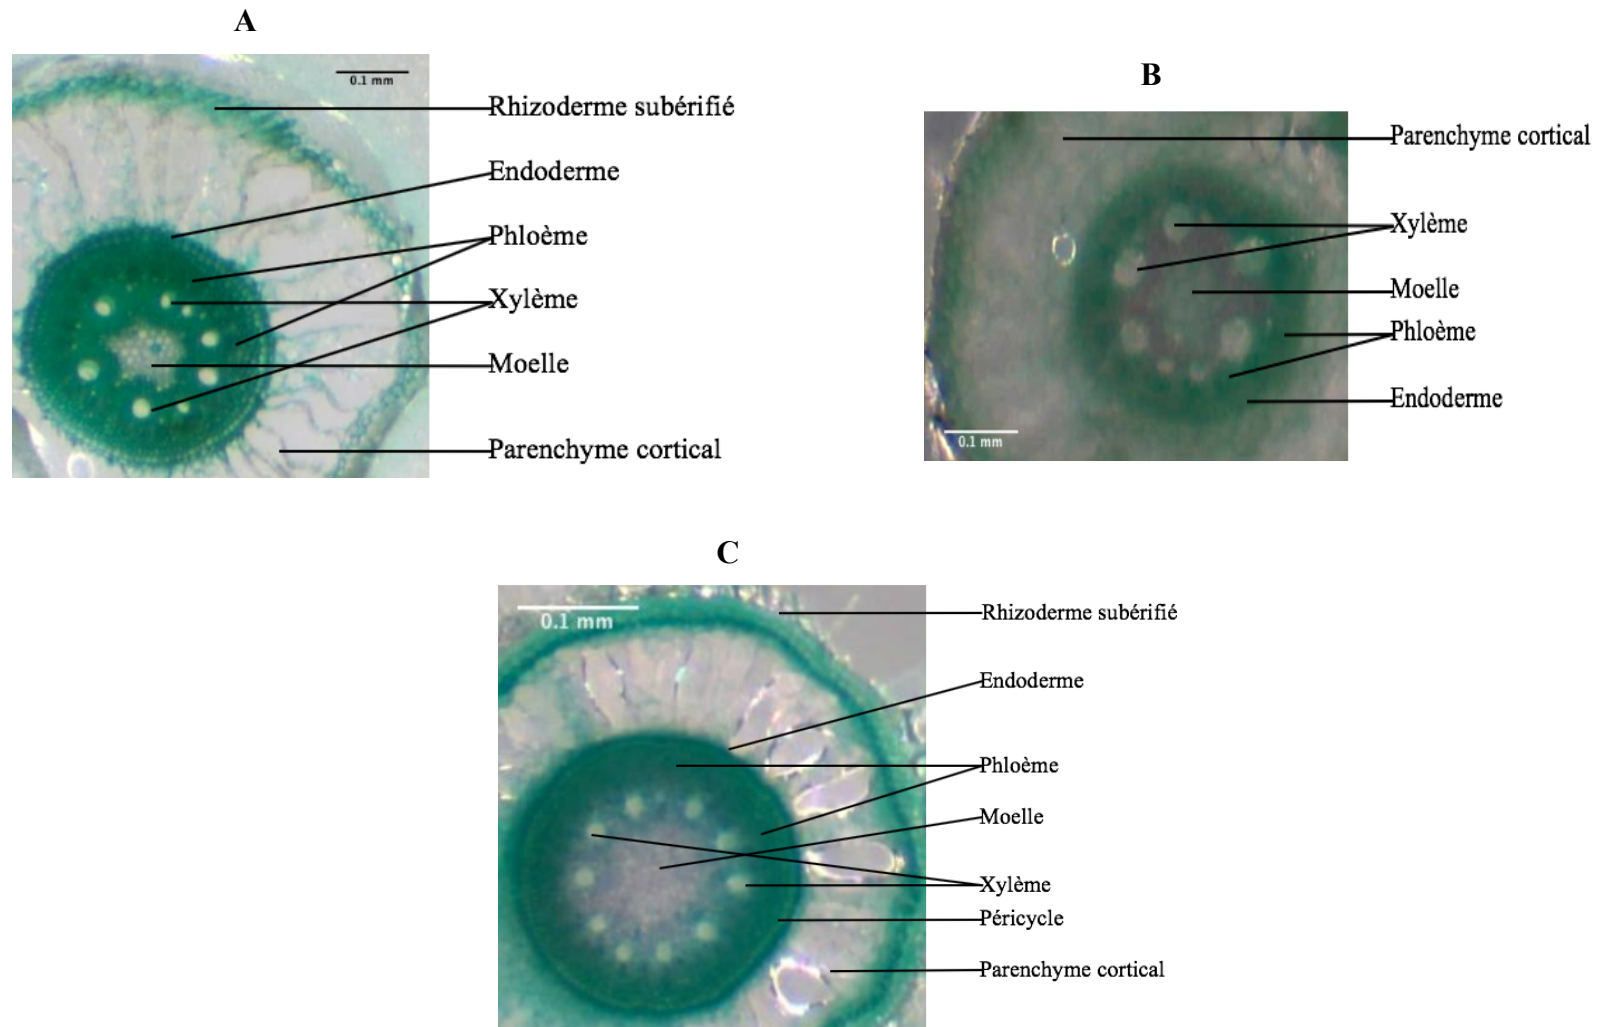 A
0.1 mm
Rhizoderme subérifié
Endoderme
Phloème
Xylème
Moelle
Parenchyme cortical
B
Parenchyme cortical
Xylème
Moelle
Phloème
Endoderme
0.1 mm
C
0.1 mm
Rhizoderme subérifié
Endoderme
Phloème
Moelle
Xylème
Péricycle
Parenchyme cortical